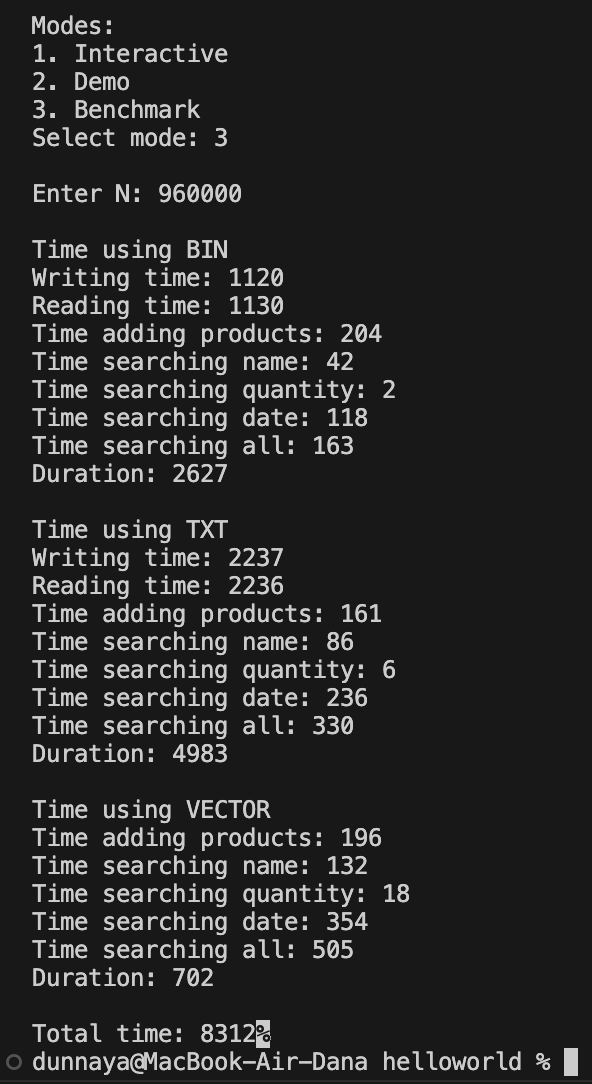 Modes:
1. Interactive
2. Demo
3. Benchmark
Select mode: 3
Enter N: 960000
Time using BIN
Writing time: 1120
Reading time: 1130
Time adding products: 204
Time searching name: 42
Time searching quantity: 2
Time searching date: 118
Time searching all: 163
Duration: 2627
Time using TXT
Writing time: 2237
Reading time: 2236
Time adding products: 161
Time searching name: 86
Time searching quantity: 6
Time searching date: 236
Time searching all: 330
Duration: 4983
Time using VECTOR
Time adding products: 196
Time searching name: 132
Time searching quantity: 18
Time searching date: 354
Time searching all: 505
Duration: 702
Total time: 8312%
dunnaya@MacBook-Air-Dana helloworld %